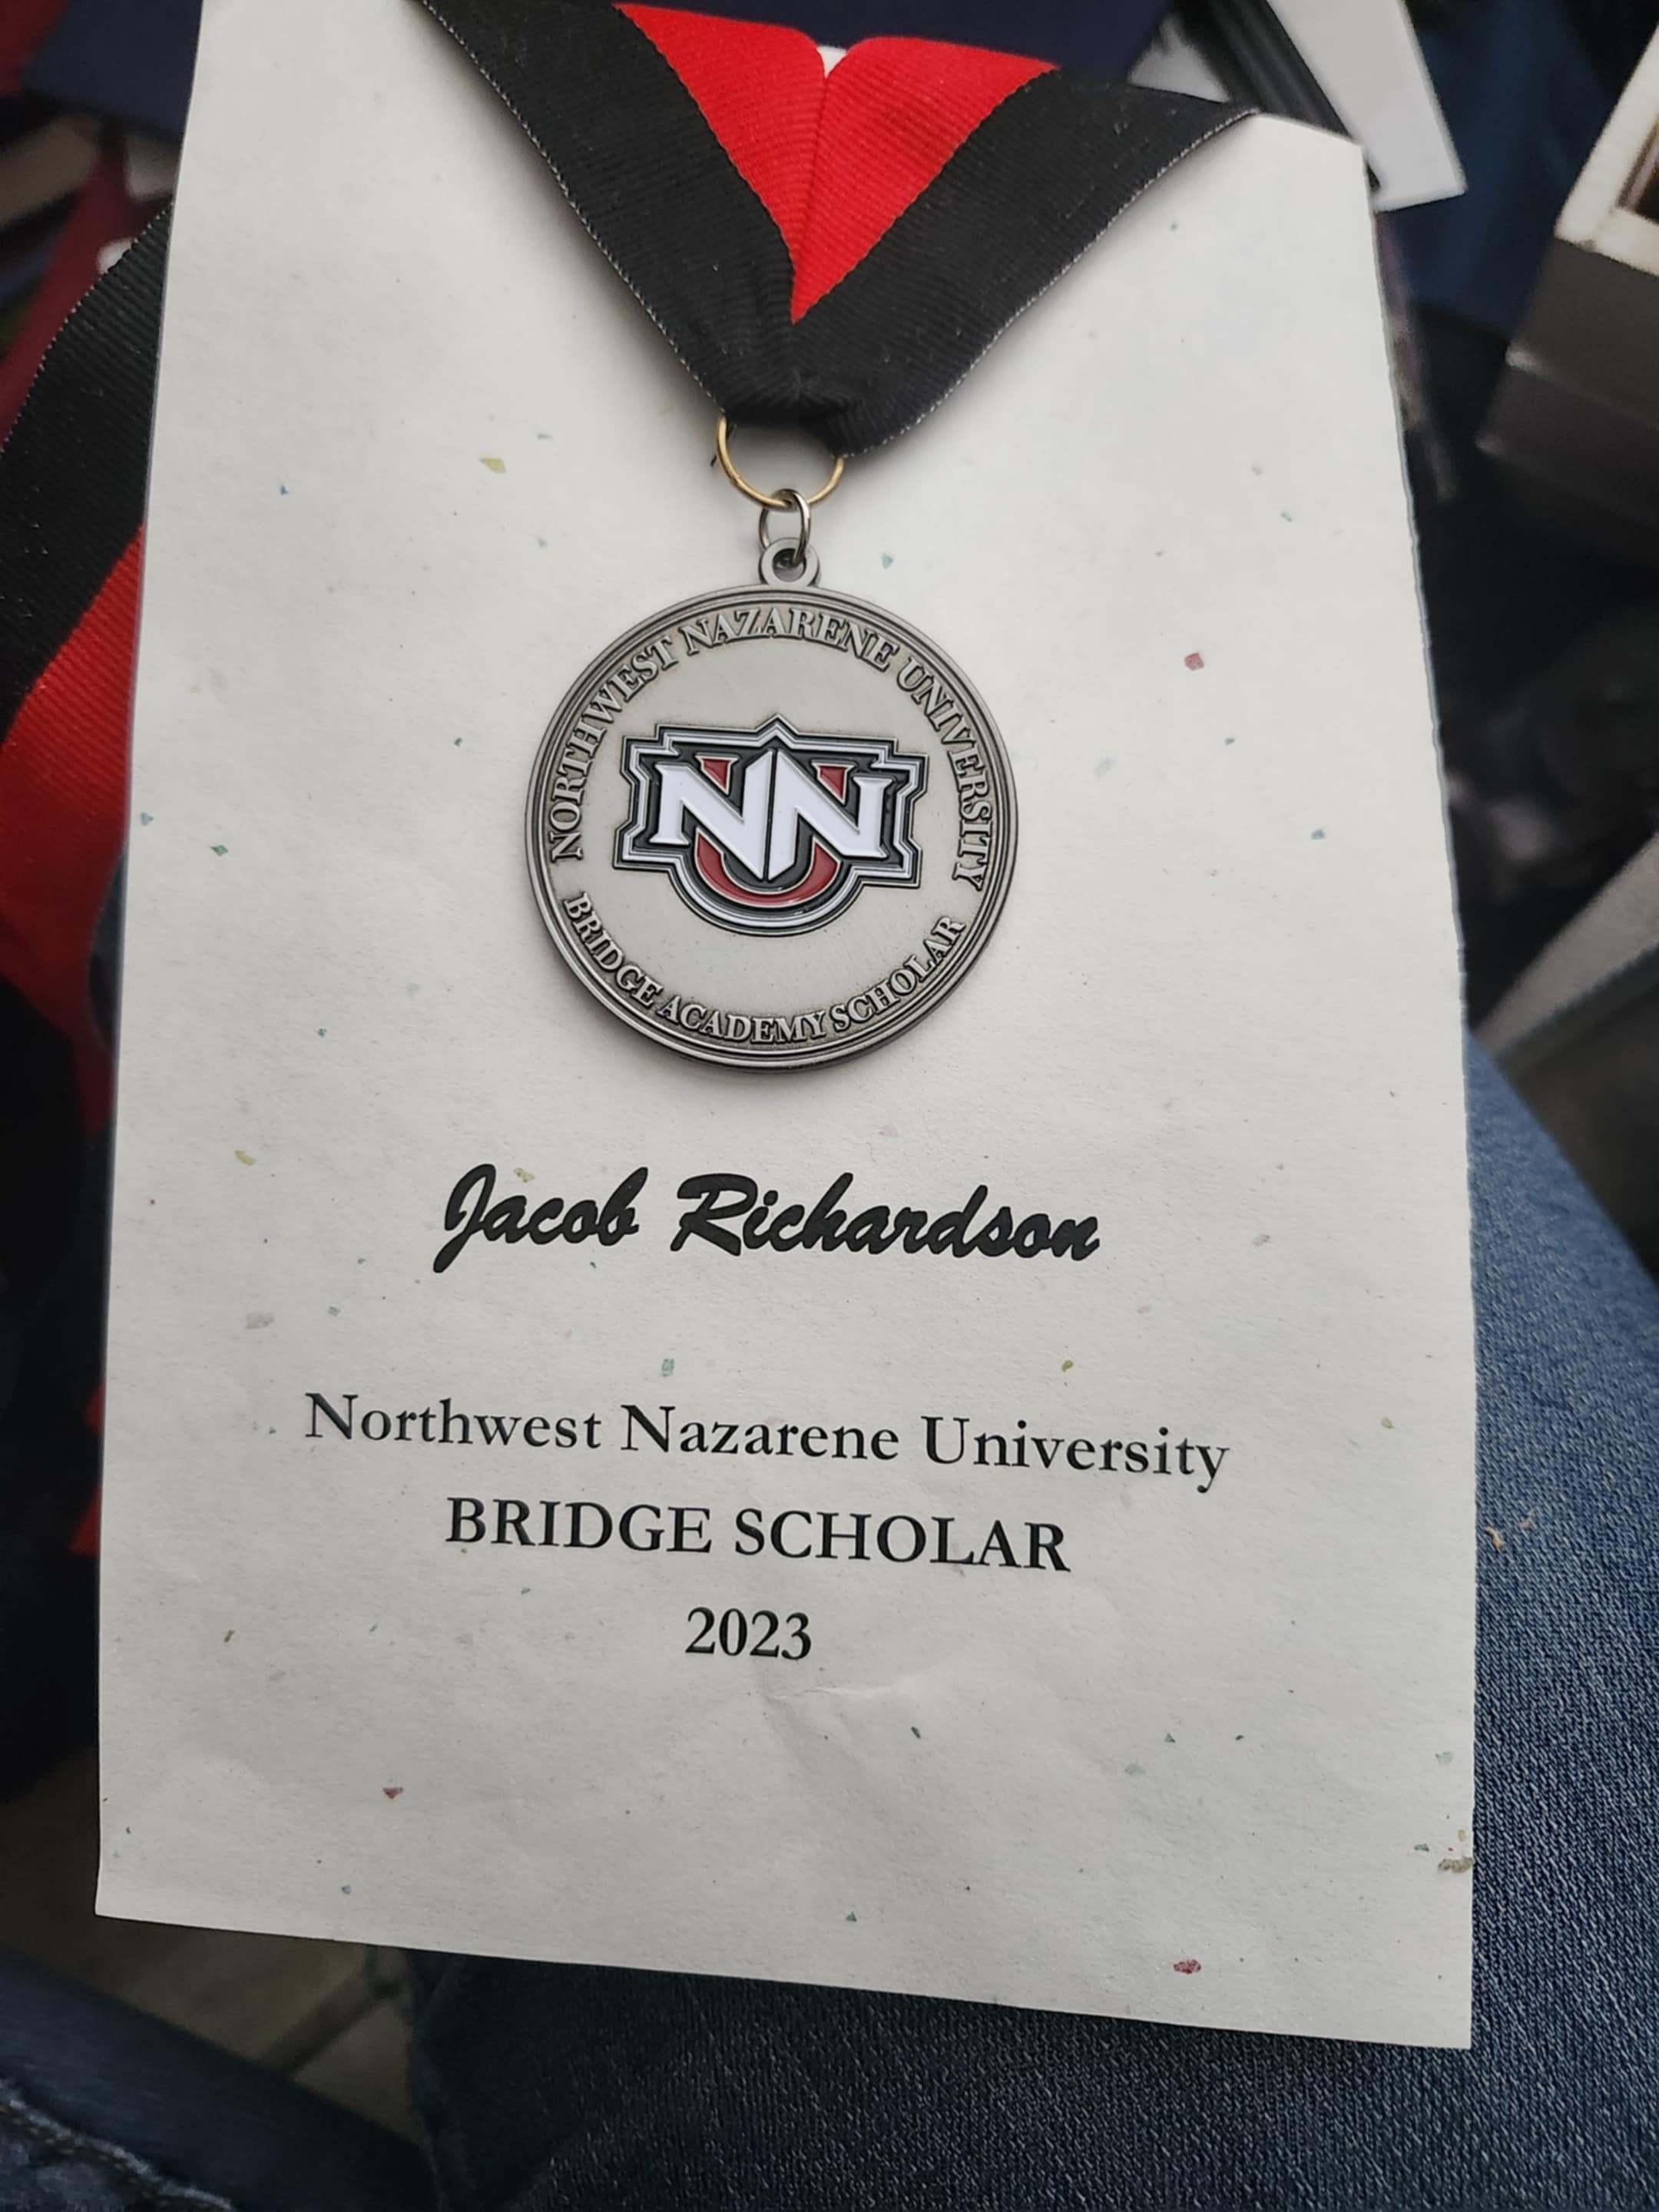 NORTHWEST NAZARENE UNIVERSITY
NNU
BRIDGE ACADEMY SCHOLAR
Jacob Richardson
Northwest Nazarene University
BRIDGE SCHOLAR
2023